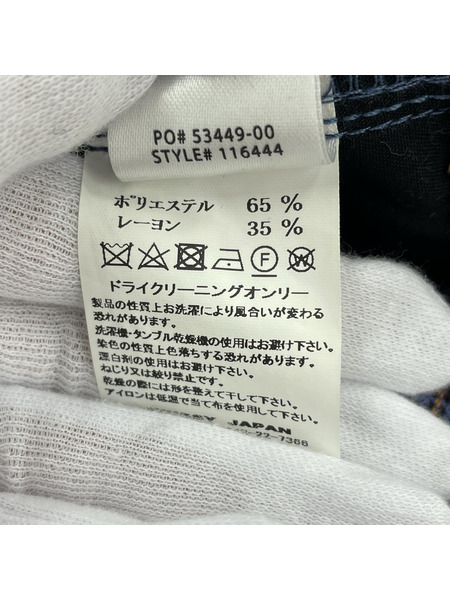 PO# 53449-00
STYLE# 116444
ポリエステル 65 %
レーヨン 35 %
ドライクリーニングオンリー
製品の性質上お洗濯により風合いが変わる
恐れがあります。
洗濯機・タンブル乾燥機の使用はお避け下さい。
染色の性質上色落ちする恐れがあります。
漂白剤の使用はお避け下さい。
ねじり又は絞り禁止です。
乾燥の際には形を整えて干して下さい。
アイロンは低温で当て布を使用して下さい。
JAPAN
22-7366